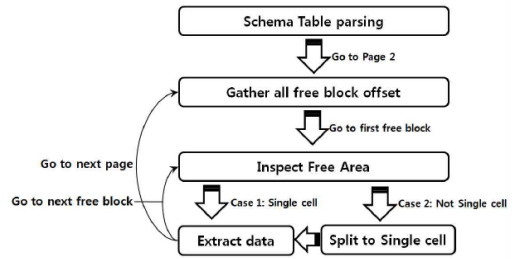 Schema Table parsing
Go to Page 2
Gather all free block offset
Go to first free block
Go to next page
Inspect Free Area
Go to next free block
Case 1: Single cell
Case 2: Not Single cell
Extract data
Split to Single cell